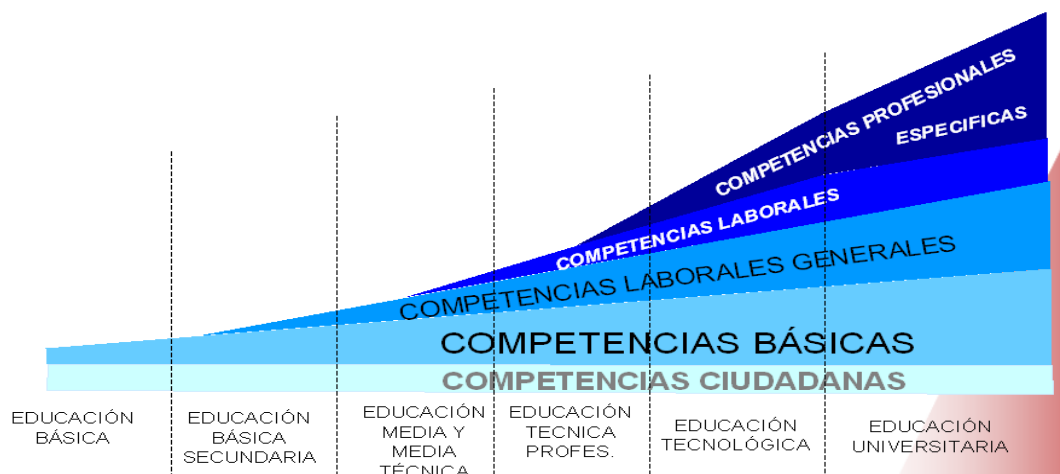 COMPETENCIAS PROFESIONALES
ESPECIFICAS
COMPETENCIAS LABORALES
COMPETENCIAS LABORALES GENERALES
COMPETENCIAS BÁSICAS
COMPETENCIAS CIUDADANAS
EDUCACIÓN
BÁSICA
EDUCACIÓN
BÁSICA
SECUNDARIA
EDUCACIÓN
MEDIA Y
MEDIA
TÉCNICA
EDUCACIÓN
TECNICA
PROFES.
EDUCACIÓN
TECNOLÓGICA
EDUCACIÓN
UNIVERSITARIA